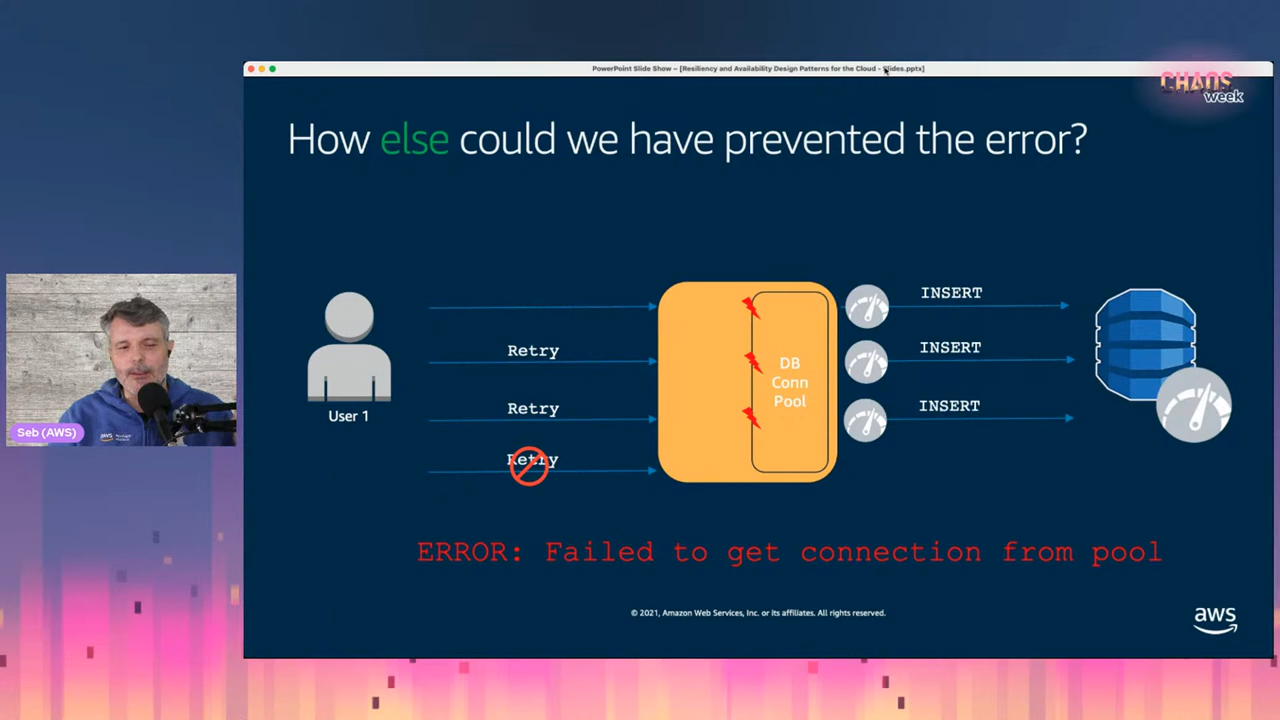 PowerPoint Slide Show – [Resiliency and Availability Design Patterns for the Cloud - Slides.pptx]
CHAOS
week
How else could we have prevented the error?
INSERT
Retry
INSERT
DB
Conn
Pool
Retry
INSERT
User 1
Seb (AWS)
Retry
ERROR: Failed to get connection from pool
© 2021, Amazon Web Services, Inc. or its affiliates. All rights reserved.
aws